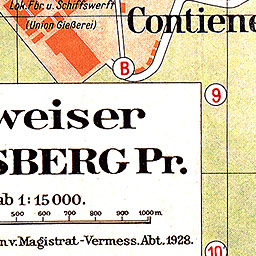 Lok.Fbc. u. Schiffswerft
(Union Gießerei)
Contiene
B
9
weiser
SBERG Pr.
ab 1:15000.
500 600 700 800 900 1000 m.
n v. Magistrat-Vermess. Abt. 1928.
10